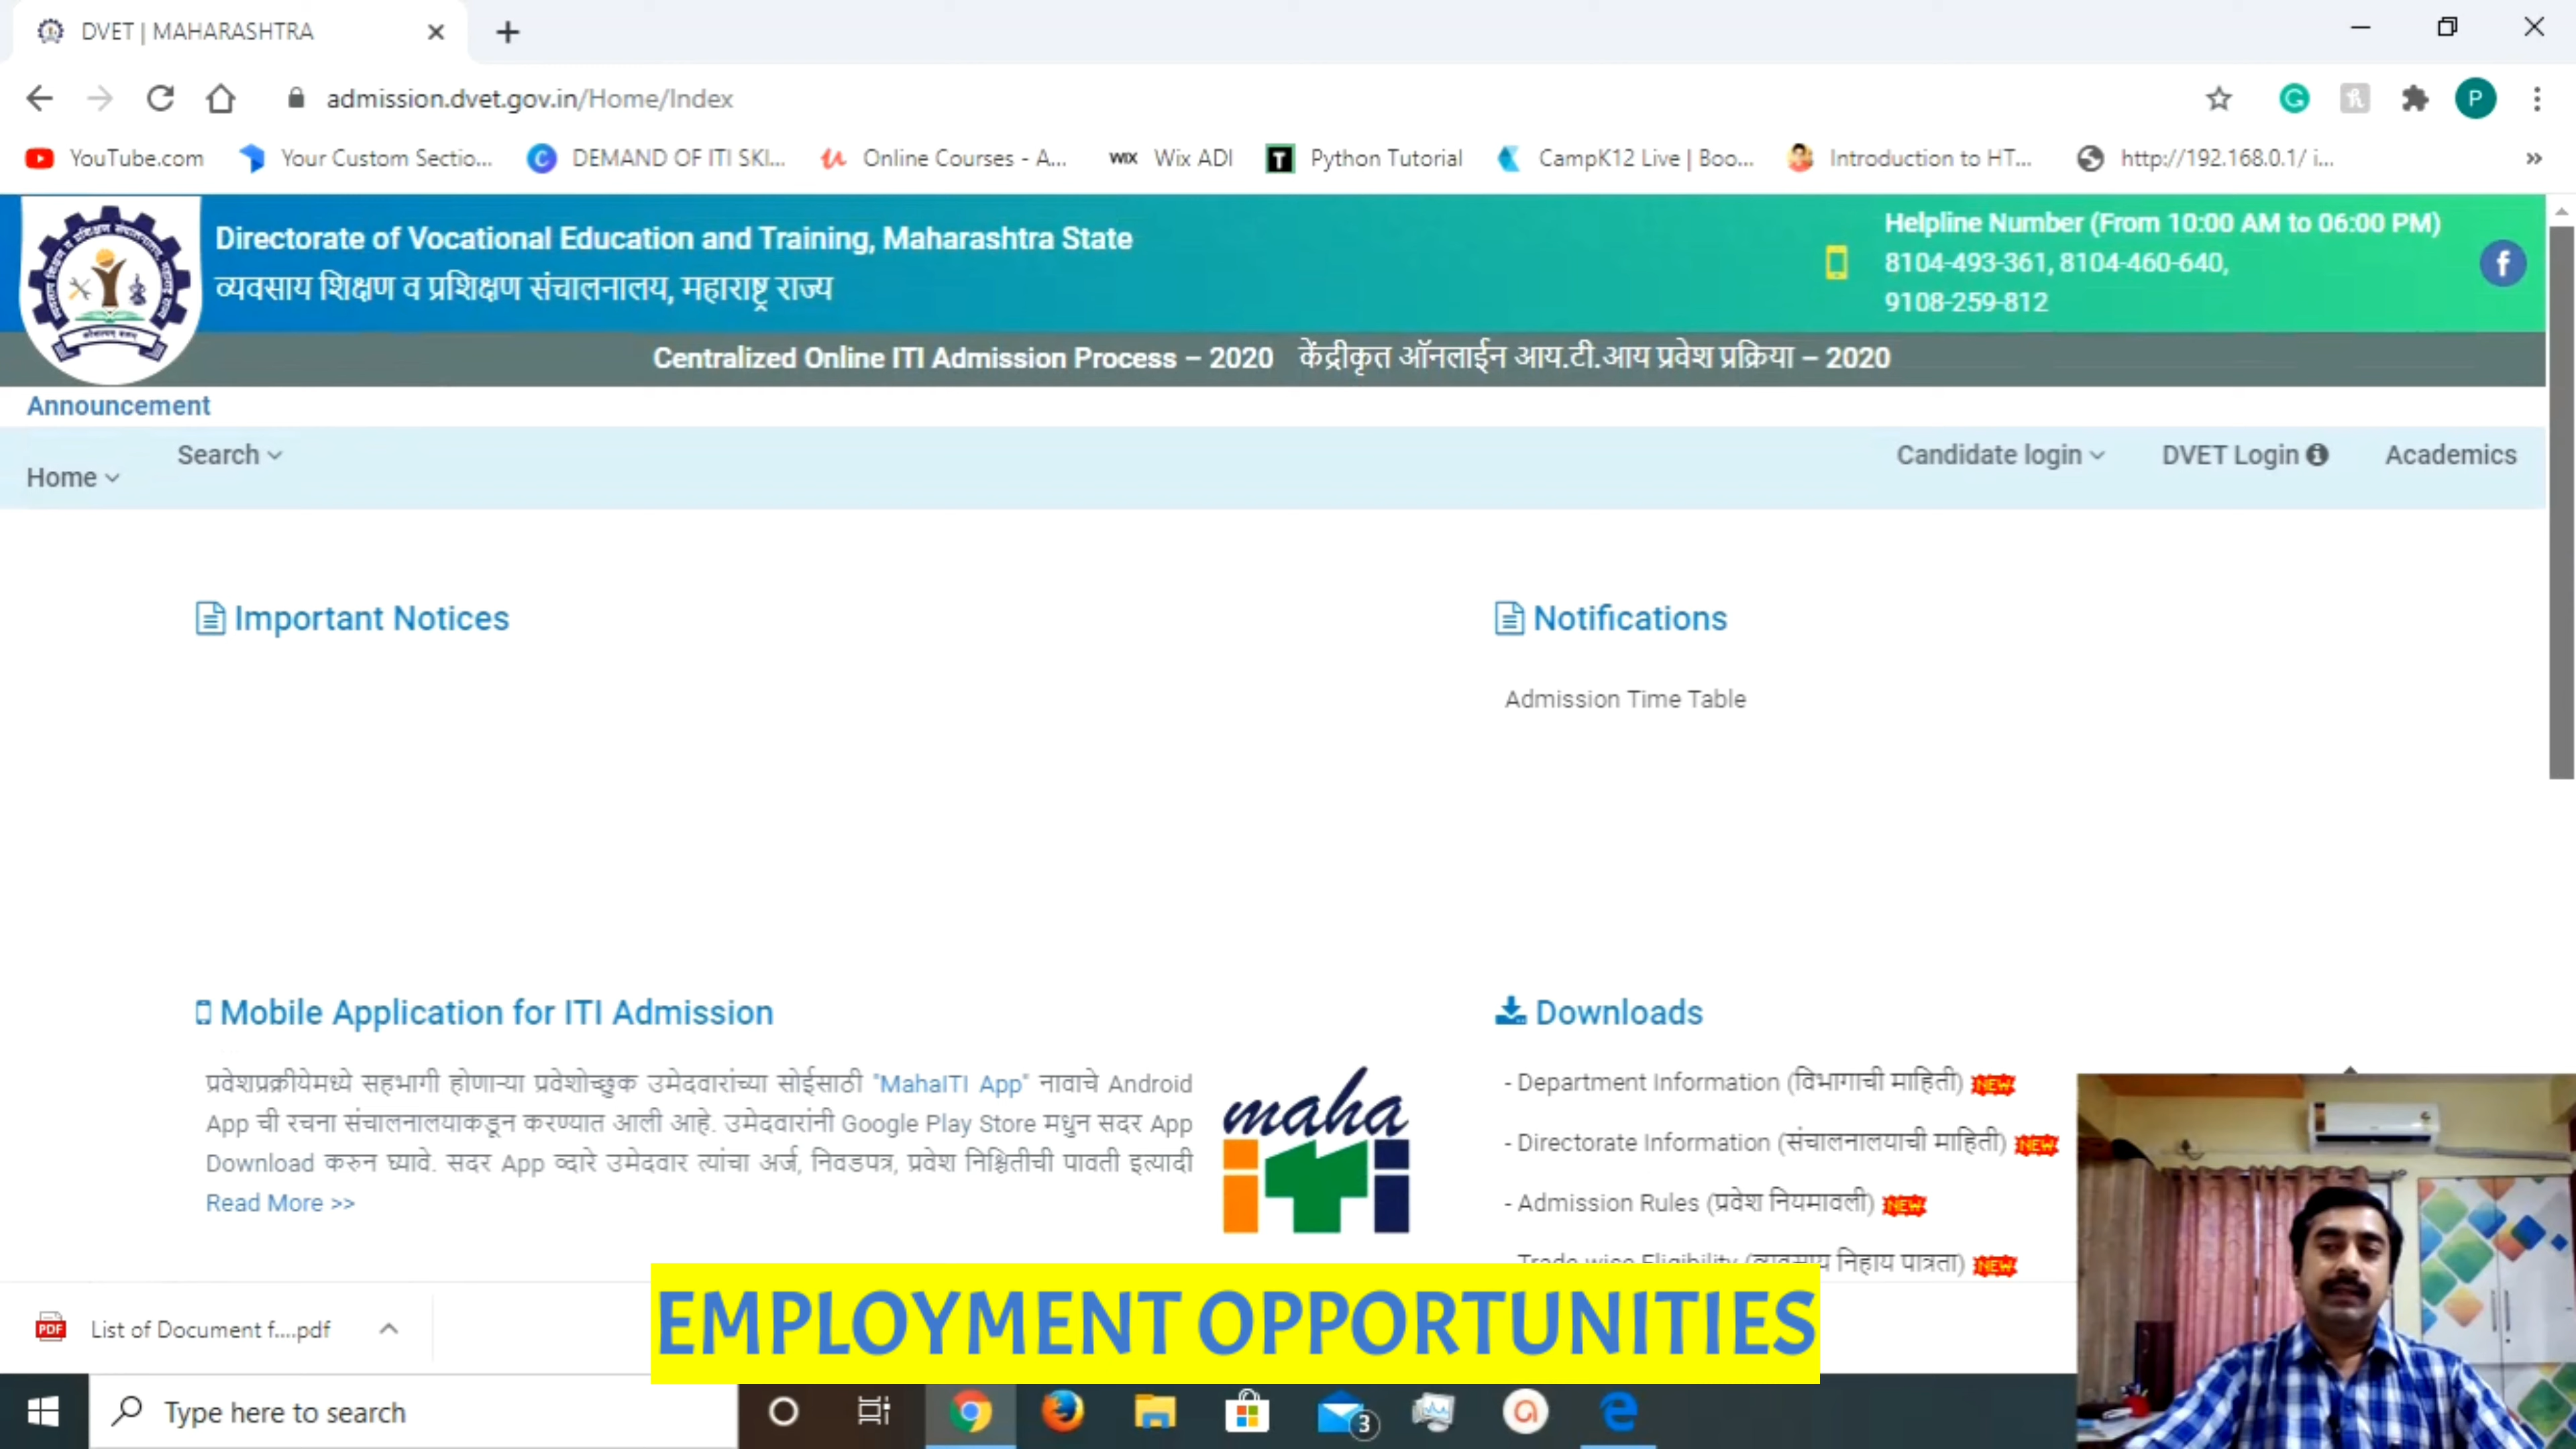 DVET | MAHARASHTRA
admission.dvet.gov.in/Home/Index
P
YouTube.com Your Custom Sectio... DEMAND OF ITI SKI... Online Courses - A... WIX Wix ADI Python Tutorial CampK12 Live | Boo... Introduction to HT... http://192.168.0.1/ i... »
Directorate of Vocational Education and Training, Maharashtra State
व्यवसाय शिक्षण व प्रशिक्षण संचालनालय, महाराष्ट्र राज्य
Helpline Number (From 10:00 AM to 06:00 PM)
8104-493-361, 8104-460-640,
9108-259-812
Centralized Online ITI Admission Process – 2020 केंद्रीकृत ऑनलाईन आय.टी.आय प्रवेश प्रक्रिया – 2020
Announcement
Home Search Candidate login DVET Login Academics
Important Notices
Notifications
Admission Time Table
Mobile Application for ITI Admission
प्रवेशप्रक्रीयेमध्ये सहभागी होणाऱ्या प्रवेशोच्छुक उमेदवारांच्या सोईसाठी "MahaITI App" नावाचे Android
App ची रचना संचालनालयाकडून करण्यात आली आहे. उमेदवारांनी Google Play Store मधुन सदर App
Download करुन घ्यावे. सदर App व्दारे उमेदवार त्यांचा अर्ज, निवडपत्र, प्रवेश निश्चितीची पावती इत्यादी
Read More >>
maha
iTi
Downloads
- Department Information (विभागाची माहिती) NEW
- Directorate Information (संचालनालयाची माहिती) NEW
- Admission Rules (प्रवेश नियमावली) NEW
Trade wise Eligibility (व्यवसाय निहाय पात्रता) NEW
PDF List of Document f....pdf
EMPLOYMENT OPPORTUNITIES
Type here to search
3